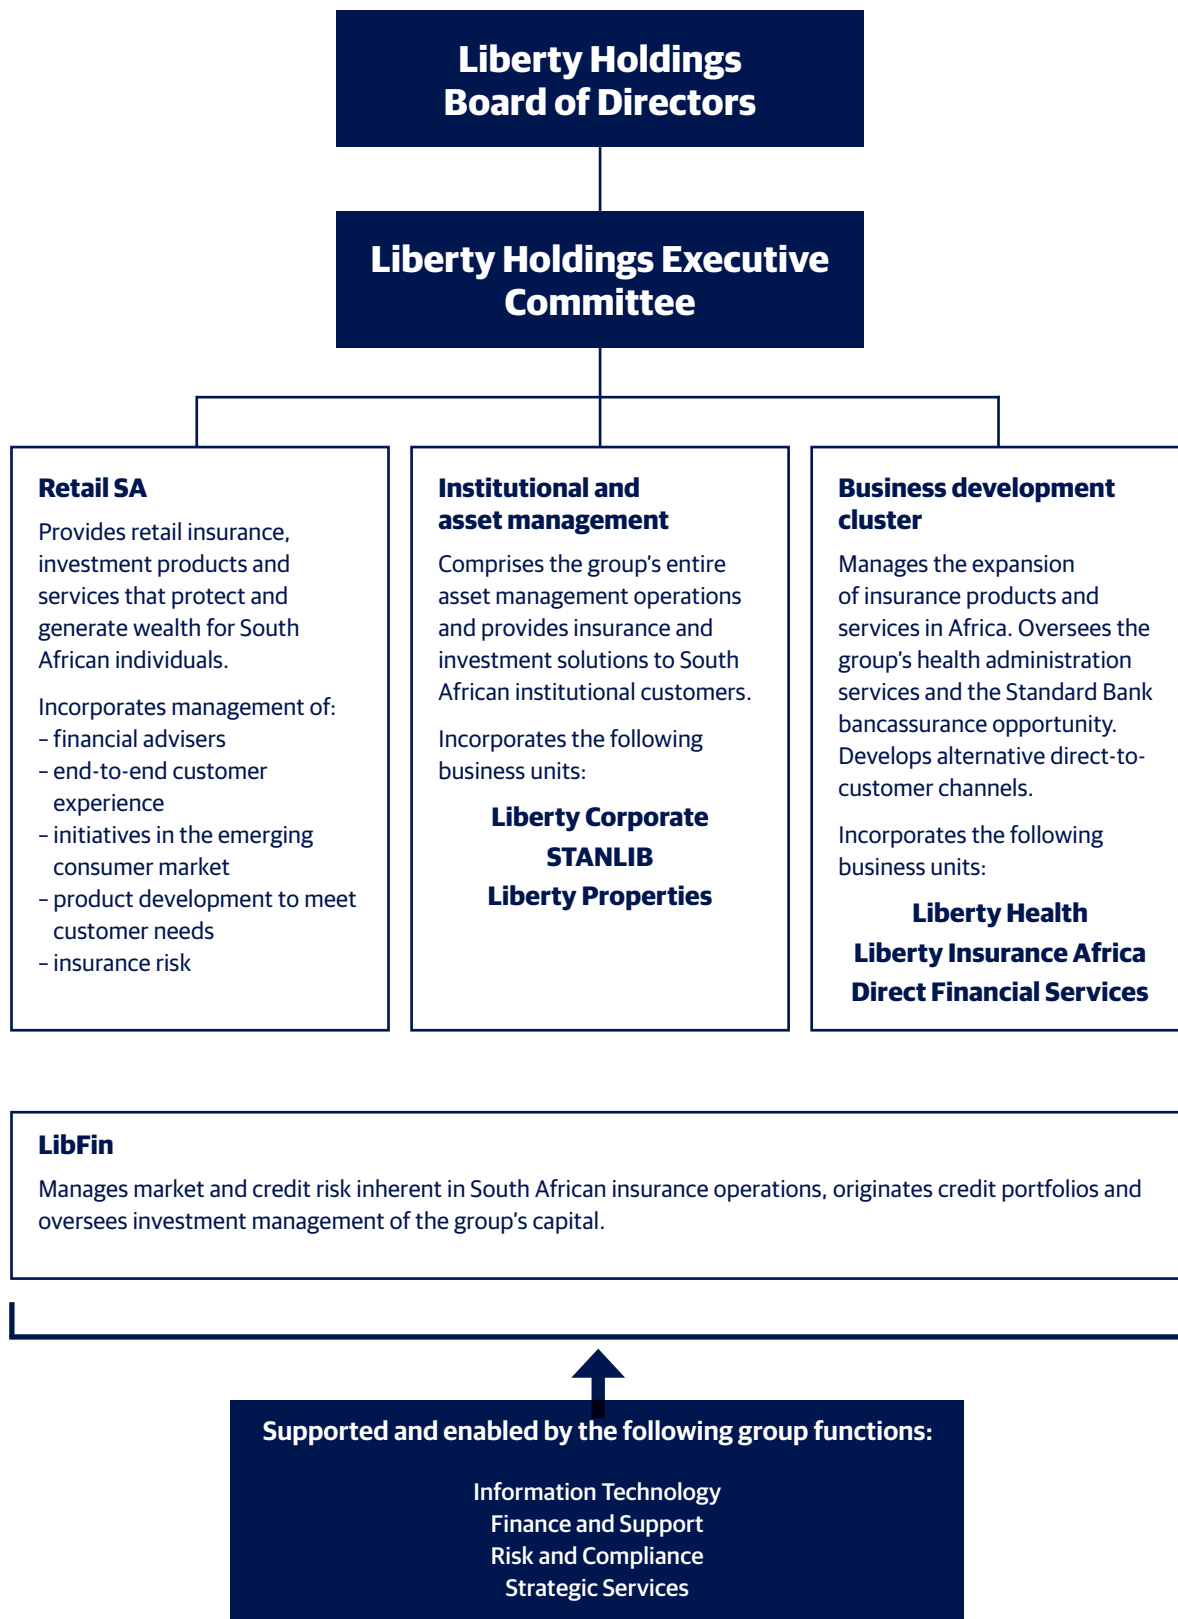 Liberty Holdings
Board of Directors
Liberty Holdings Executive
Committee
Retail SA
Provides retail insurance,
investment products and
services that protect and
generate wealth for South
African individuals.
Incorporates management of:
– financial advisers
– end-to-end customer
experience
– initiatives in the emerging
consumer market
– product development to meet
customer needs
– insurance risk
Institutional and
asset management
Comprises the group’s entire
asset management operations
and provides insurance and
investment solutions to South
African institutional customers.
Incorporates the following
business units:
Liberty Corporate
STANLIB
Liberty Properties
Business development
cluster
Manages the expansion
of insurance products and
services in Africa. Oversees the
group’s health administration
services and the Standard Bank
bancassurance opportunity.
Develops alternative direct-to-
customer channels.
Incorporates the following
business units:
Liberty Health
Liberty Insurance Africa
Direct Financial Services
LibFin
Manages market and credit risk inherent in South African insurance operations, originates credit portfolios and
oversees investment management of the group’s capital.
Supported and enabled by the following group functions:
Information Technology
Finance and Support
Risk and Compliance
Strategic Services